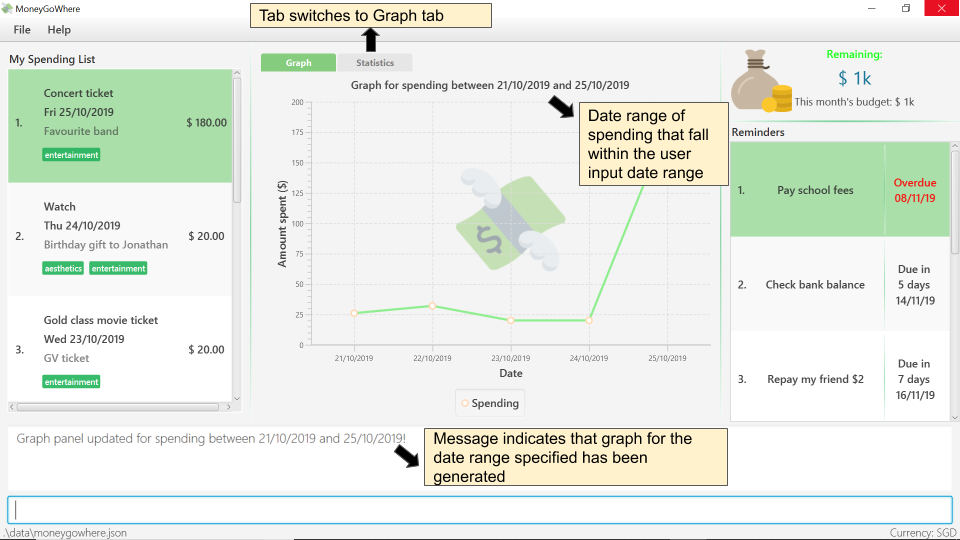 MoneyGoWhere
Tab switches to Graph tab
File Help
My Spending List
1.
Concert ticket
Fri 25/10/2019
Favourite band
$ 180.00
entertainment
2.
Watch
Thu 24/10/2019
Birthday gift to Jonathan
$ 20.00
aesthetics entertainment
3.
Gold class movie ticket
Wed 23/10/2019
GV ticket
$ 20.00
entertainment
Graph Statistics
Graph for spending between 21/10/2019 and 25/10/2019
Date range of
spending that fall
within the user
input date range
Amount spent ($)
200
175
150
125
100
75
50
25
0
21/10/2019 22/10/2019 23/10/2019 24/10/2019 25/10/2019
Date
Spending
$
Remaining:
$ 1k
This month's budget: $ 1k
Reminders
1.
Pay school fees
Overdue
08/11/19
2.
Check bank balance
Due in
5 days
14/11/19
3.
Repay my friend $2
Due in
7 days
16/11/19
Graph panel updated for spending between 21/10/2019 and 25/10/2019!
Message indicates that graph for the
date range specified has been
generated
.\data\moneygowhere.json
Currency: SGD